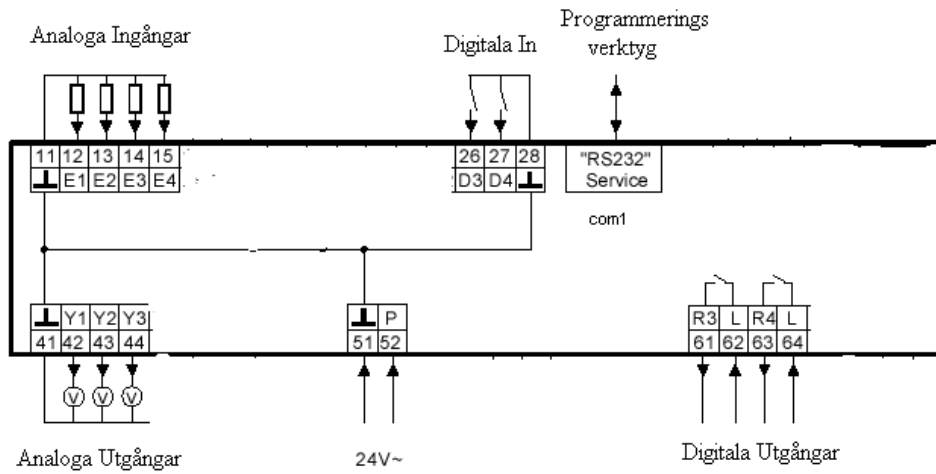 Programmerings
verktyg
Analoga Ingångar
Digitala In
11 12 13 14 15
E1 E2 E3 E4
26 27 28
D3 D4
"RS232"
Service
com1
Y1 Y2 Y3
41 42 43 44
P
51 52
R3 L R4 L
61 62 63 64
V V V
Analoga Utgångar
24V~
Digitala Utgångar